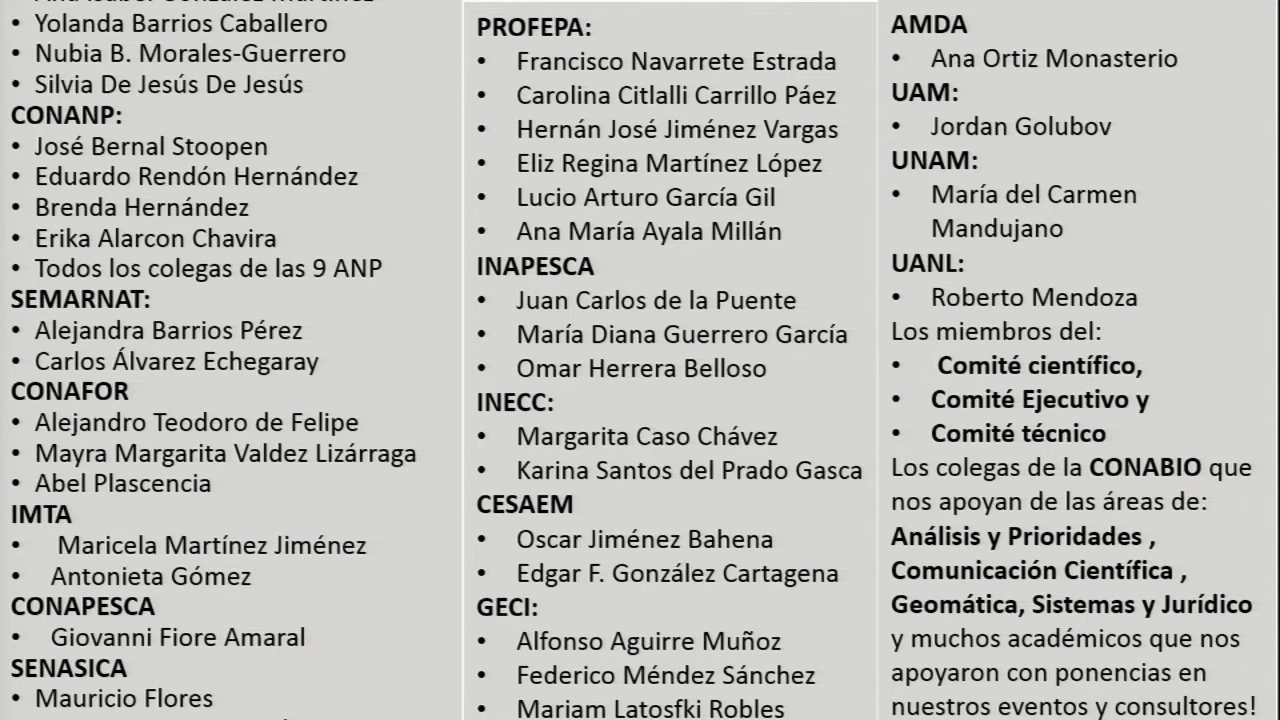 Yolanda Barrios Caballero
• Nubia B. Morales-Guerrero
• Silvia De Jesús De Jesús
CONANP:
• José Bernal Stoopen
• Eduardo Rendón Hernández
• Brenda Hernández
• Erika Alarcon Chavira
• Todos los colegas de las 9 ANP
SEMARNAT:
• Alejandra Barrios Pérez
• Carlos Álvarez Echegaray
CONAFOR
• Alejandro Teodoro de Felipe
• Mayra Margarita Valdez Lizárraga
• Abel Plascencia
IMTA
• Maricela Martínez Jiménez
• Antonieta Gómez
CONAPESCA
• Giovanni Fiore Amaral
SENASICA
• Mauricio Flores
PROFEPA:
• Francisco Navarrete Estrada
• Carolina Citlalli Carrillo Páez
• Hernán José Jiménez Vargas
• Eliz Regina Martínez López
• Lucio Arturo García Gil
• Ana María Ayala Millán
INAPESCA
• Juan Carlos de la Puente
• María Diana Guerrero García
• Omar Herrera Belloso
INECC:
• Margarita Caso Chávez
• Karina Santos del Prado Gasca
CESAEM
• Oscar Jiménez Bahena
• Edgar F. González Cartagena
GECI:
• Alfonso Aguirre Muñoz
• Federico Méndez Sánchez
• Mariam Latosfki Robles
AMDA
• Ana Ortiz Monasterio
UAM:
• Jordan Golubov
UNAM:
• María del Carmen
Mandujano
UANL:
• Roberto Mendoza
Los miembros del:
• Comité científico,
• Comité Ejecutivo y
• Comité técnico
Los colegas de la CONABIO que
nos apoyan de las áreas de:
Análisis y Prioridades ,
Comunicación Científica ,
Geomática, Sistemas y Jurídico
y muchos académicos que nos
apoyaron con ponencias en
nuestros eventos y consultores!